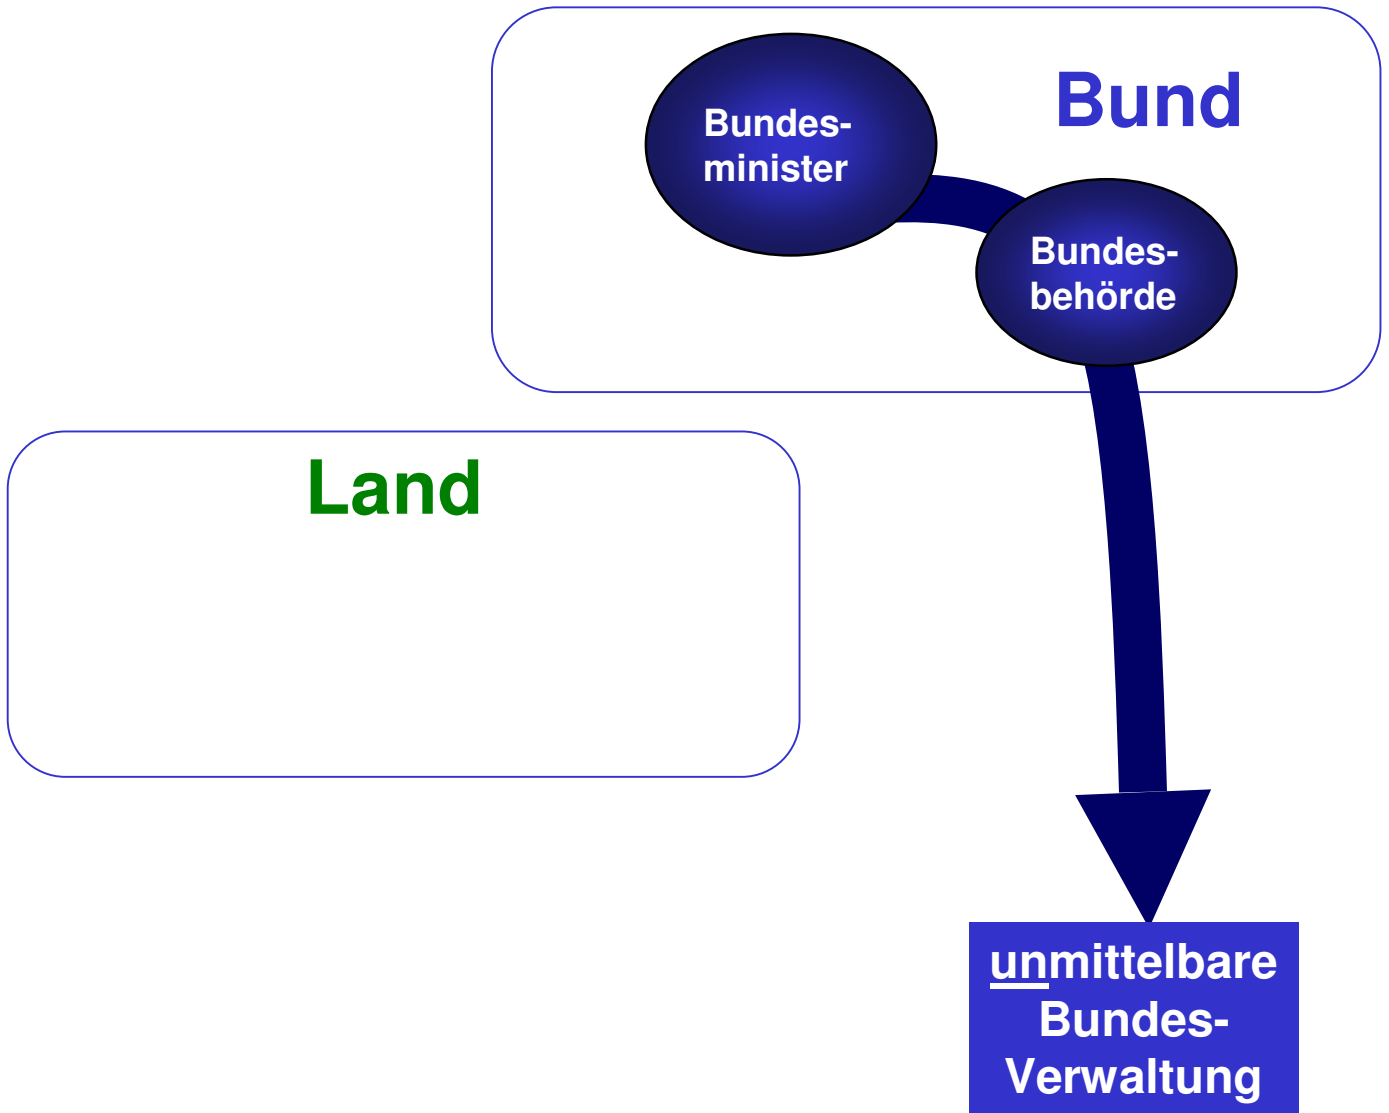 Bund
Bundes-
minister
Bundes-
behörde
Land
unmittelbare
Bundes-
Verwaltung